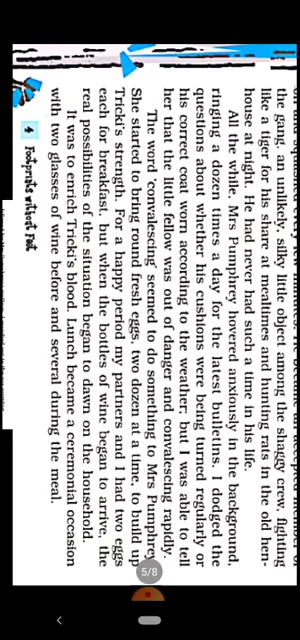 the gang, an unlikely, silky little object among the shaggy crew, fighting
like a tiger for his share at mealtimes and hunting rats in the old hen-
house at night. He had never had such a time in his life.
All the while, Mrs Pumphrey hovered anxiously in the background,
ringing a dozen times a day for the latest bulletins. I dodged the
questions about whether his cushions were being turned regularly or
his correct coat worn according to the weather; but I was able to tell
her that the little fellow was out of danger and convalescing rapidly.
The word ‘convalescing’ seemed to do something to Mrs Pumphrey
She started to bring round fresh eggs, two dozen at a time, to build up
Tricki's strength. For a happy period my partners and I had two eggs
each for breakfast, but when the bottles of wine began to arrive, the
real possibilities of the situation began to dawn on the household.
It was to enrich Tricki's blood. Lunch became a ceremonial occasion
with two glasses of wine before and several during the meal.
4 Footprints without Feet
5/8